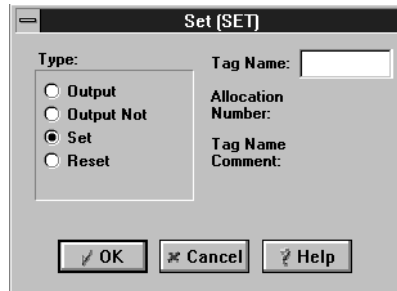 Set (SET)
Type:
Output
Output Not
Set
Reset
Tag Name:
Allocation
Number:
Tag Name
Comment:
OK
Cancel
Help